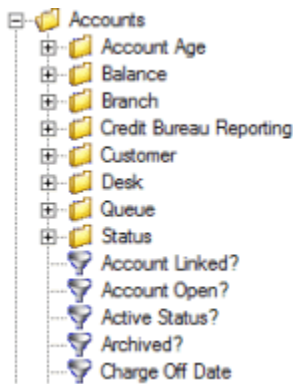 Accounts
Account Age
Balance
Branch
Credit Bureau Reporting
Customer
Desk
Queue
Status
Account Linked?
Account Open?
Active Status?
Archived?
Charge Off Date